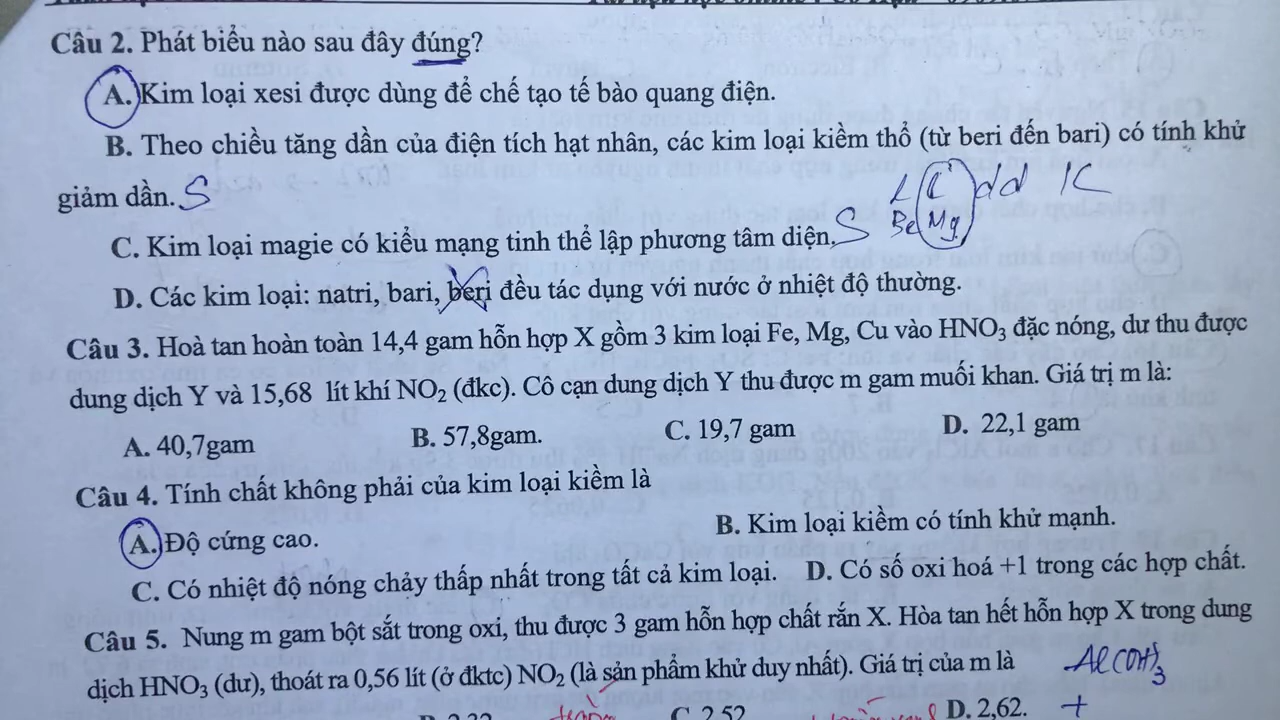 Câu 2. Phát biểu nào sau đây đúng?
A. Kim loại xesi được dùng để chế tạo tế bào quang điện.
B. Theo chiều tăng dần của điện tích hạt nhân, các kim loại kiềm thổ (từ beri đến bari) có tính khử
giảm dần. S
L C dd K
Be Mg
C. Kim loại magie có kiểu mạng tinh thể lập phương tâm diện. S
D. Các kim loại: natri, bari, beri đều tác dụng với nước ở nhiệt độ thường.
Câu 3. Hoà tan hoàn toàn 14,4 gam hỗn hợp X gồm 3 kim loại Fe, Mg, Cu vào HNO₃ đặc nóng, dư thu được
dung dịch Y và 15,68 lít khí NO₂ (đkc). Cô cạn dung dịch Y thu được m gam muối khan. Giá trị m là:
A. 40,7gam B. 57,8gam. C. 19,7 gam D. 22,1 gam
Câu 4. Tính chất không phải của kim loại kiềm là
A. Độ cứng cao. B. Kim loại kiềm có tính khử mạnh.
C. Có nhiệt độ nóng chảy thấp nhất trong tất cả kim loại. D. Có số oxi hoá +1 trong các hợp chất.
Câu 5. Nung m gam bột sắt trong oxi, thu được 3 gam hỗn hợp chất rắn X. Hòa tan hết hỗn hợp X trong dung
dịch HNO₃ (dư), thoát ra 0,56 lít (ở đktc) NO₂ (là sản phẩm khử duy nhất). Giá trị của m là
Al(OH)₃
C. 2,52 D. 2,62. +